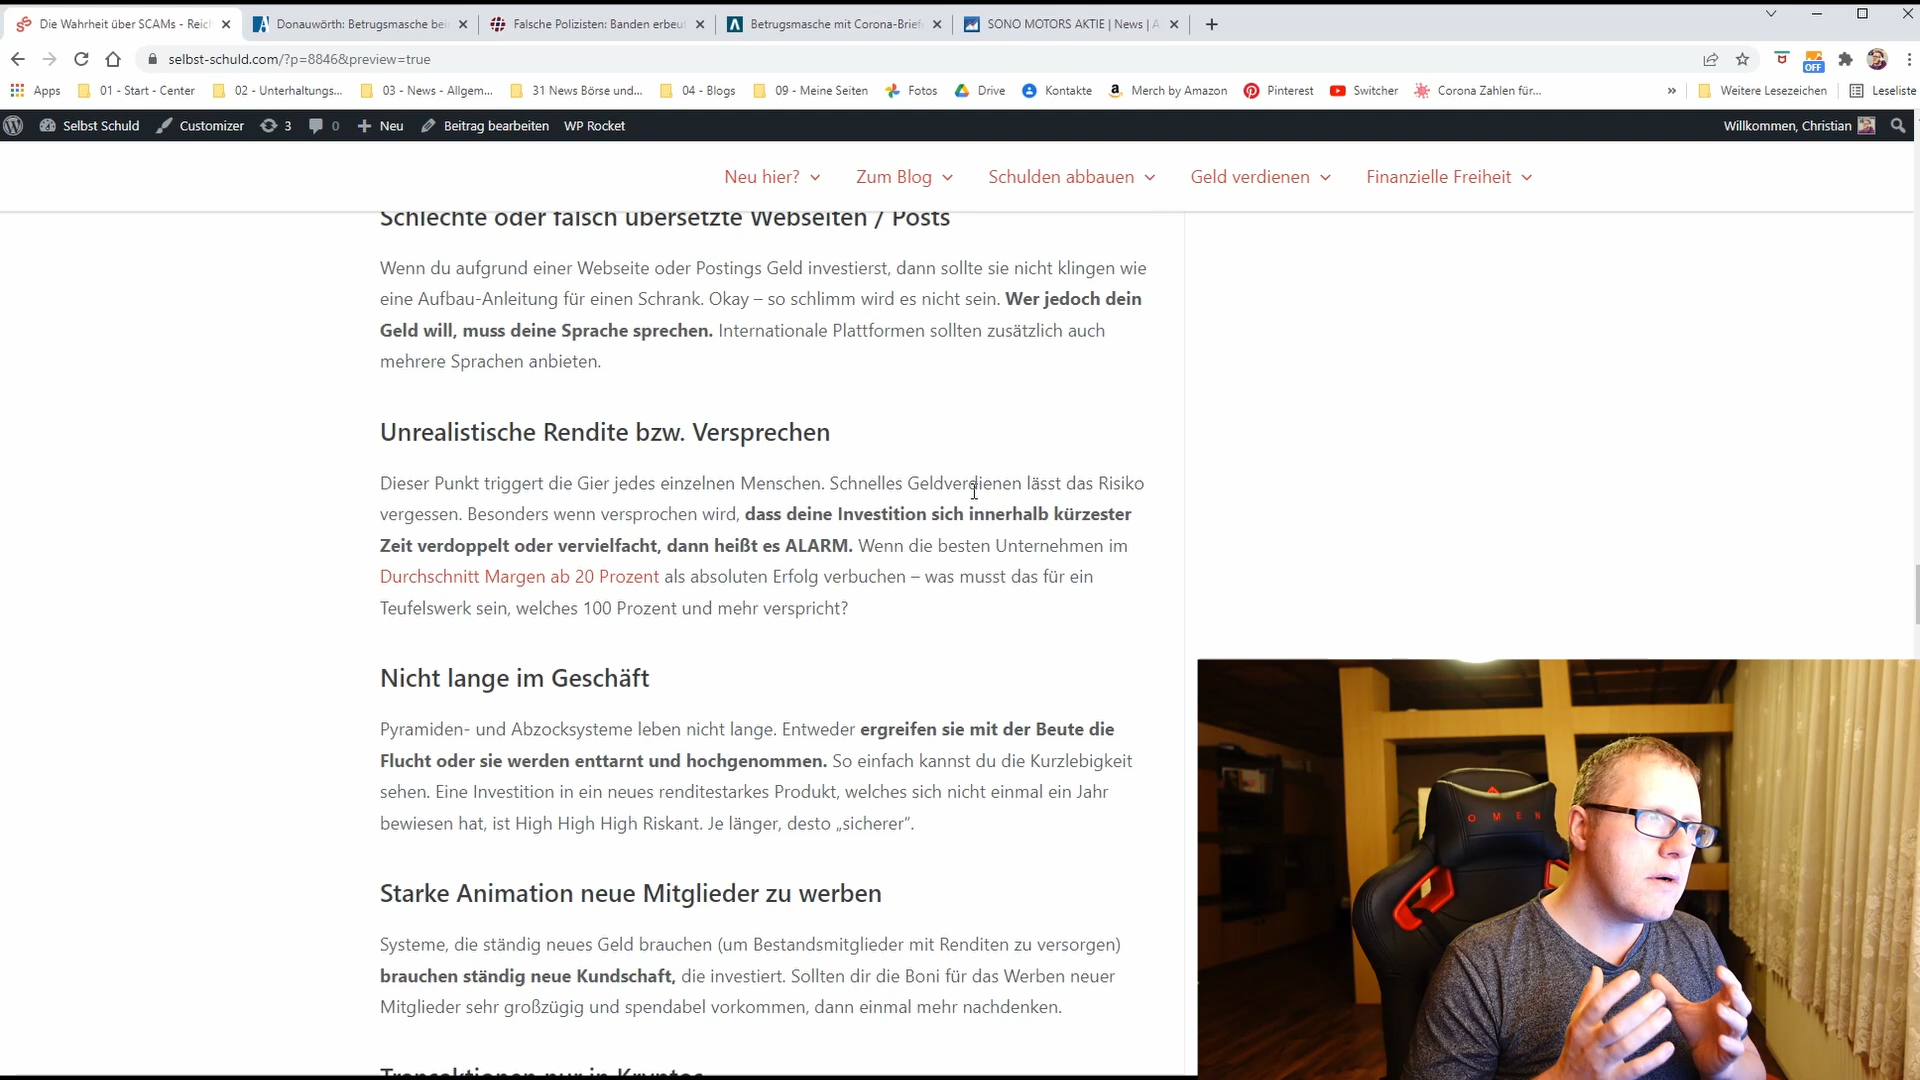 Die Wahrheit über SCAMs - Reich
Donauwörth: Betrugsmasche bei
Falsche Polizisten: Banden erbeut
Betrugsmasche mit Corona-Brief
SONO MOTORS AKTIE | News | A
selbst-schuld.com/?p=8846&preview=true
OFF
Apps
01 - Start - Center
02 - Unterhaltungs...
03 - News - Allgem...
31 News Börse und...
04 - Blogs
09 - Meine Seiten
Fotos
Drive
Kontakte
Merch by Amazon
Pinterest
Switcher
Corona Zahlen für...
»
Weitere Lesezeichen
Leseliste
Selbst Schuld
Customizer
3
0
Neu
Beitrag bearbeiten
WP Rocket
Willkommen, Christian
Neu hier?
Zum Blog
Schulden abbauen
Geld verdienen
Finanzielle Freiheit
Schlechte oder falsch übersetzte Webseiten / Posts
Wenn du aufgrund einer Webseite oder Postings Geld investierst, dann sollte sie nicht klingen wie
eine Aufbau-Anleitung für einen Schrank. Okay – so schlimm wird es nicht sein. Wer jedoch dein
Geld will, muss deine Sprache sprechen. Internationale Plattformen sollten zusätzlich auch
mehrere Sprachen anbieten.
Unrealistische Rendite bzw. Versprechen
Dieser Punkt triggert die Gier jedes einzelnen Menschen. Schnelles Geldverdienen lässt das Risiko
vergessen. Besonders wenn versprochen wird, dass deine Investition sich innerhalb kürzester
Zeit verdoppelt oder vervielfacht, dann heißt es ALARM. Wenn die besten Unternehmen im
Durchschnitt Margen ab 20 Prozent als absoluten Erfolg verbuchen – was musst das für ein
Teufelswerk sein, welches 100 Prozent und mehr verspricht?
Nicht lange im Geschäft
Pyramiden- und Abzocksysteme leben nicht lange. Entweder ergreifen sie mit der Beute die
Flucht oder sie werden enttarnt und hochgenommen. So einfach kannst du die Kurzlebigkeit
sehen. Eine Investition in ein neues renditestarkes Produkt, welches sich nicht einmal ein Jahr
bewiesen hat, ist High High High Riskant. Je länger, desto „sicherer“.
Starke Animation neue Mitglieder zu werben
Systeme, die ständig neues Geld brauchen (um Bestandsmitglieder mit Renditen zu versorgen)
brauchen ständig neue Kundschaft, die investiert. Sollten dir die Boni für das Werben neuer
Mitglieder sehr großzügig und spendabel vorkommen, dann einmal mehr nachdenken.
Transaktionen nur in Kryptos
OMEN